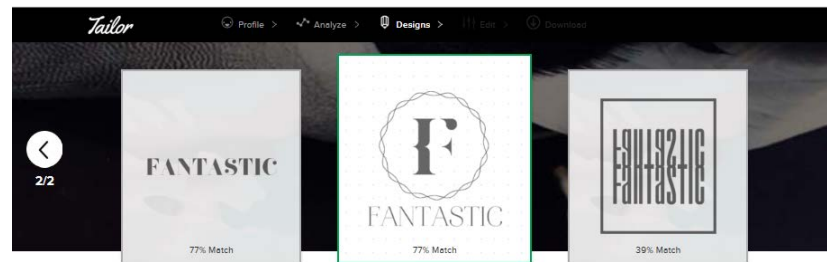 Tailor
Profile > Analyze > Designs > Edit > Download
2/2
FANTASTIC
77% Match
F
FANTASTIC
77% Match
Fantastic
Fantastic
39% Match